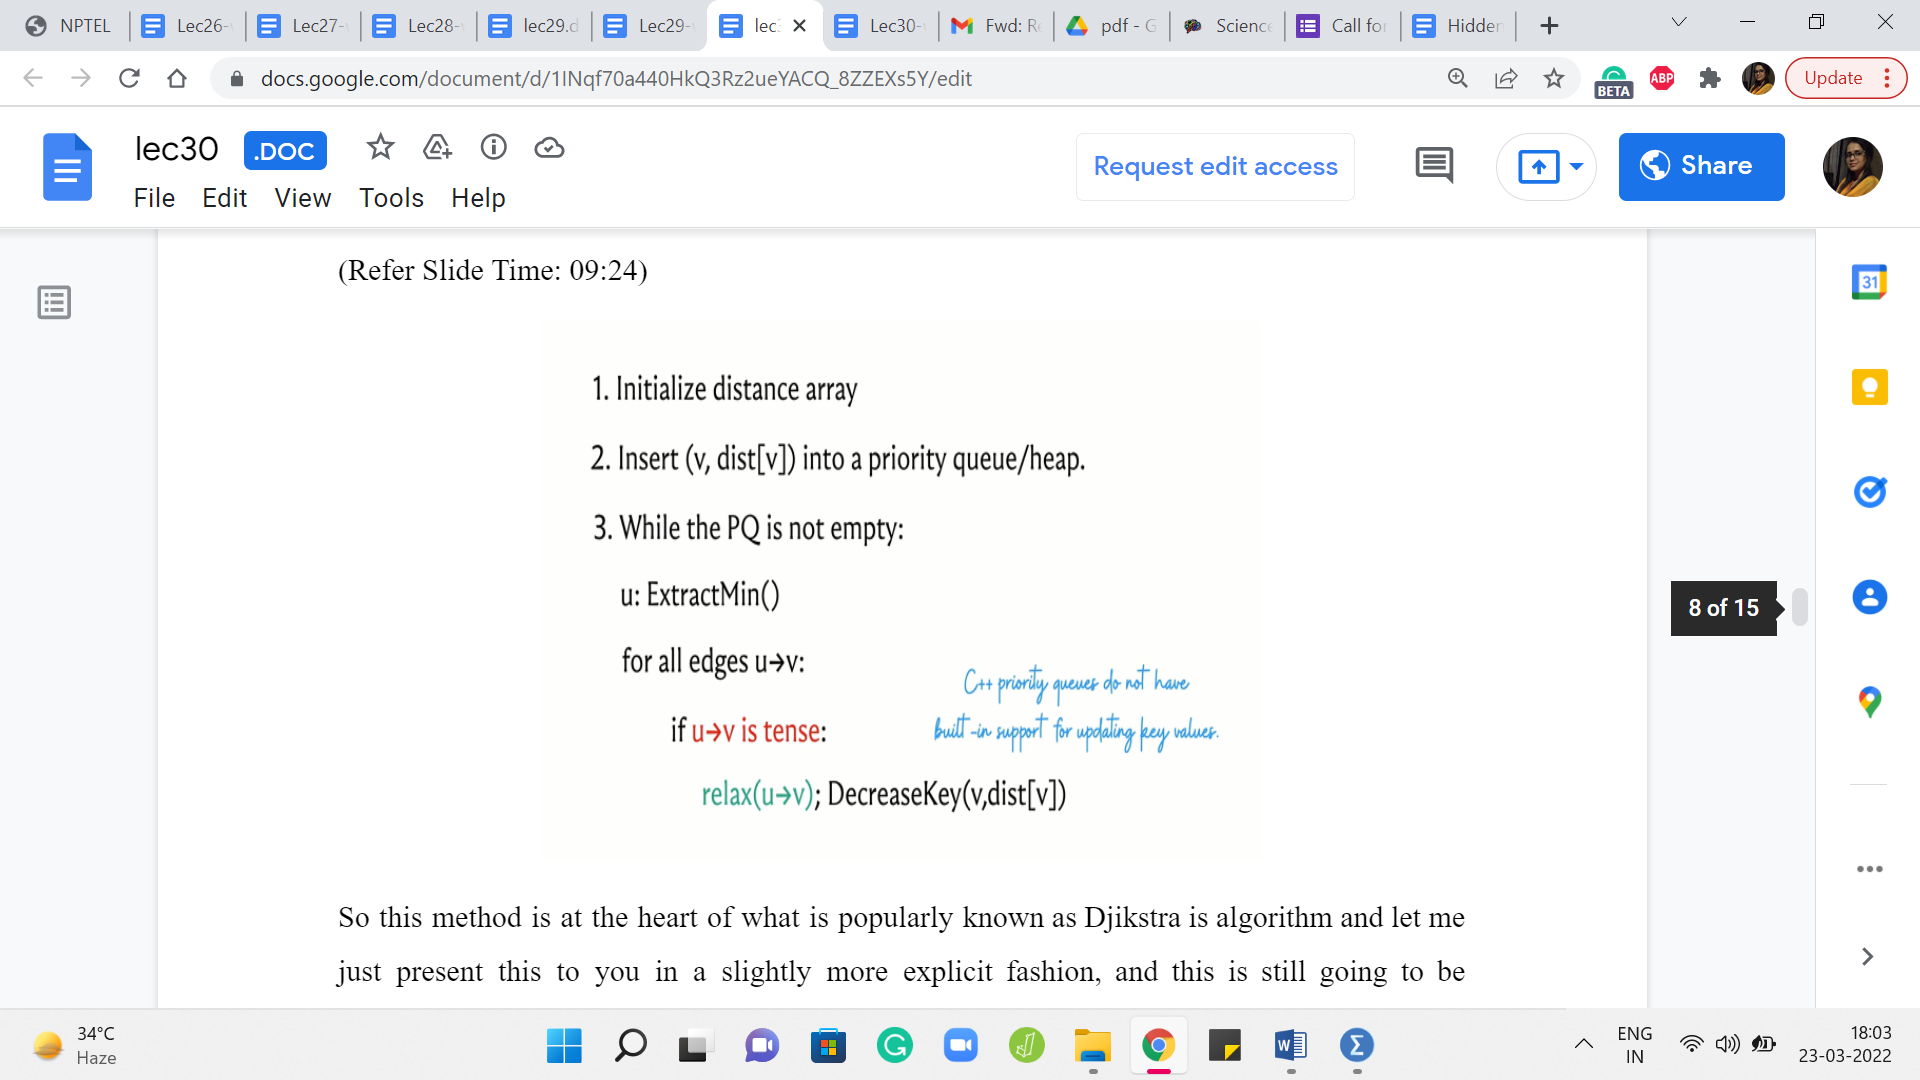 NPTEL
Lec26-
Lec27-
Lec28-
lec29.d
Lec29-
lec
Lec30-
Fwd: R
pdf - G
Science
Call for
Hidden
docs.google.com/document/d/1INqf70a440HkQ3Rz2ueYACQ_8ZZEXs5Y/edit
BETA
ABP
Update
lec30
.DOC
Request edit access
Share
File Edit View Tools Help
(Refer Slide Time: 09:24)
1. Initialize distance array
2. Insert (v, dist[v]) into a priority queue/heap.
3. While the PQ is not empty:
u: ExtractMin()
for all edges u→v:
C++ priority queues do not have
if u→v is tense:
built-in support for updating key values.
relax(u→v); DecreaseKey(v,dist[v])
So this method is at the heart of what is popularly known as Djikstra is algorithm and let me
just present this to you in a slightly more explicit fashion, and this is still going to be
8 of 15
31
34°C
Haze
ENG
IN
18:03
23-03-2022